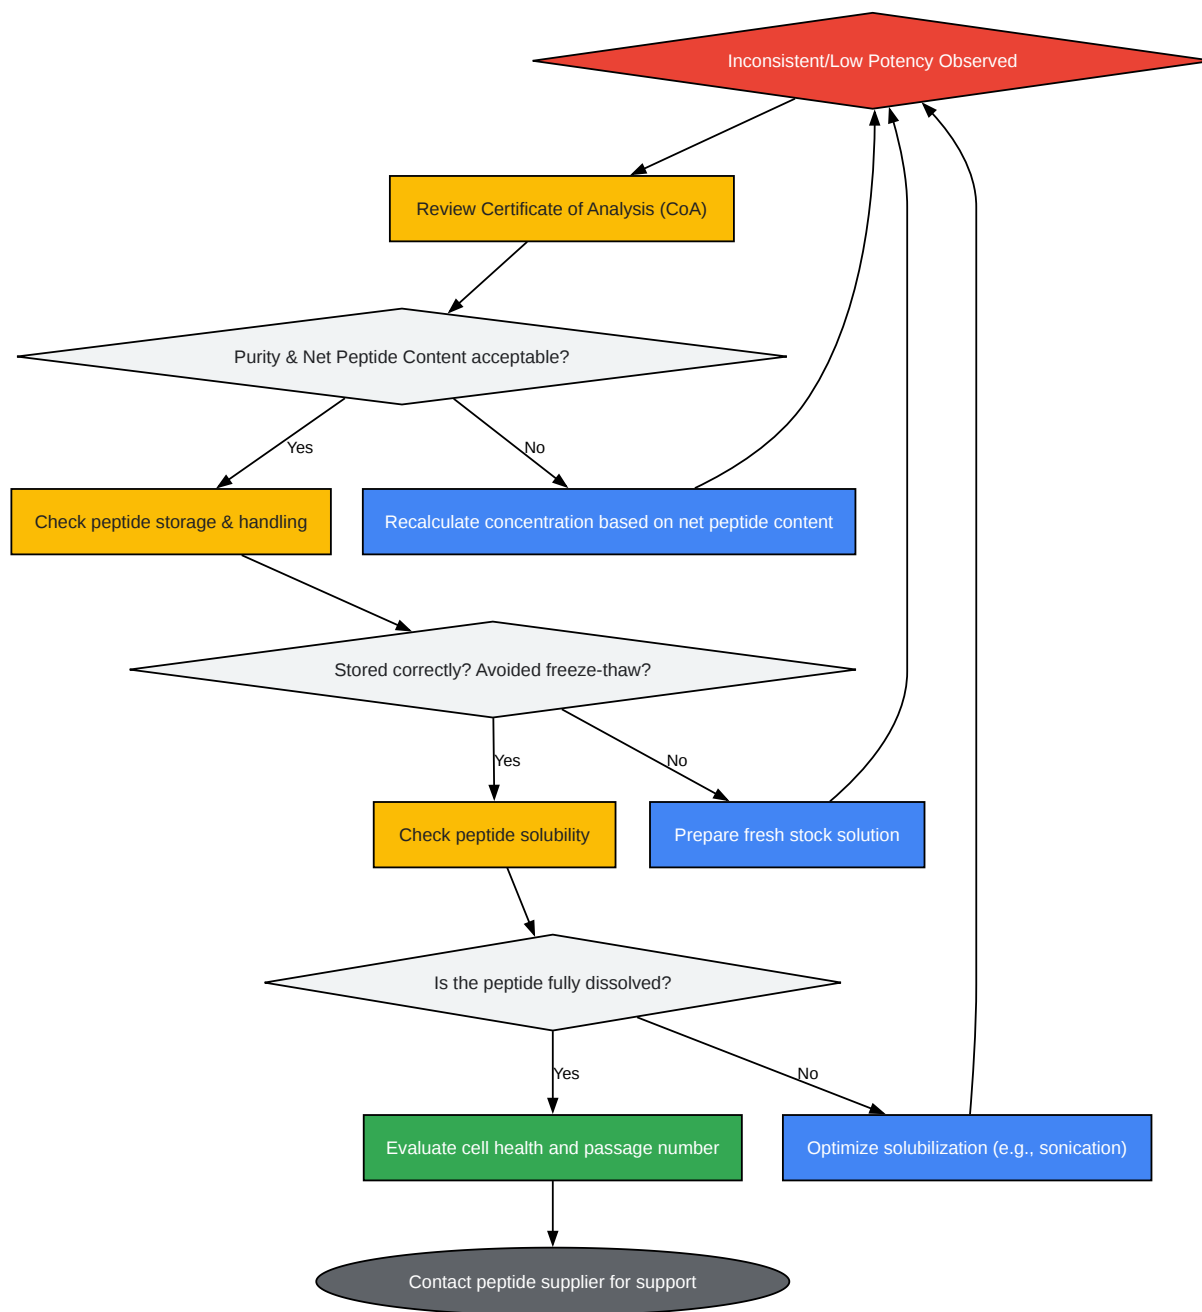 Inconsistent/Low Potency Observed
Review Certificate of Analysis (CoA)
Purity & Net Peptide Content acceptable?
Yes
No
Check peptide storage & handling
Recalculate concentration based on net peptide content
Stored correctly? Avoided freeze-thaw?
Yes
No
Check peptide solubility
Prepare fresh stock solution
Is the peptide fully dissolved?
Yes
No
Evaluate cell health and passage number
Optimize solubilization (e.g., sonication)
Contact peptide supplier for support